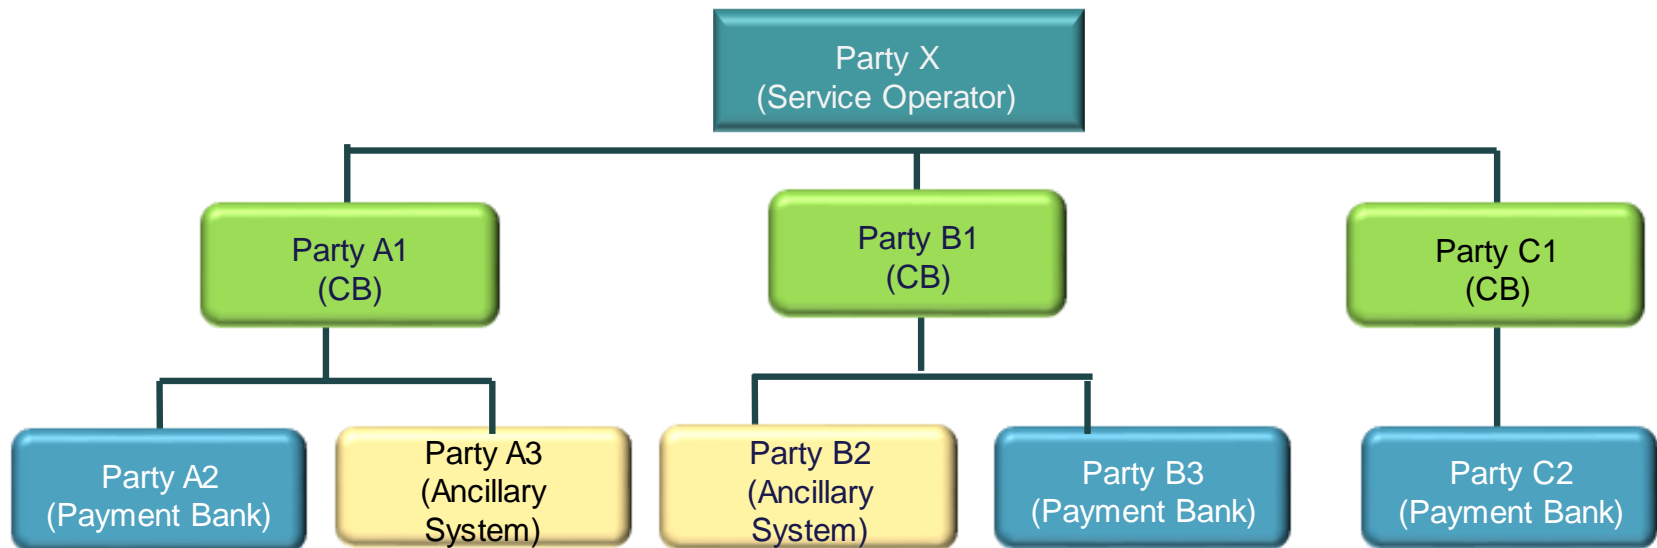 Party X
(Service Operator)
Party A1
(CB)
Party B1
(CB)
Party C1
(CB)
Party A2
(Payment Bank)
Party A3
(Ancillary
System)
Party B2
(Ancillary
System)
Party B3
(Payment Bank)
Party C2
(Payment Bank)